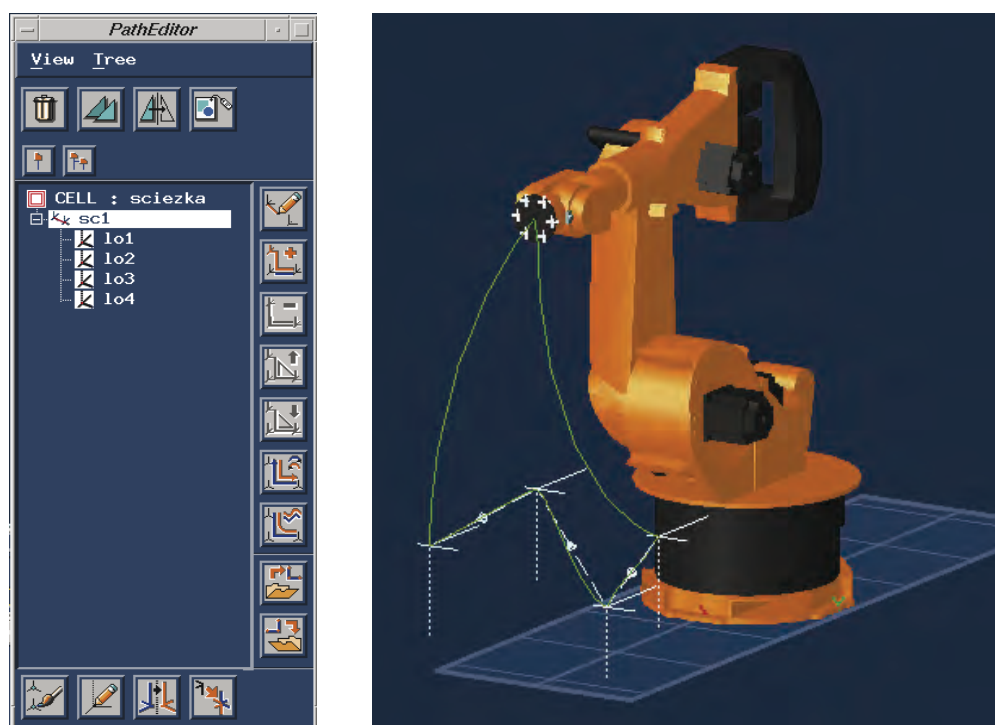 PathEditor
View Tree
CELL : sciezka
sc1
lo1
lo2
lo3
lo4